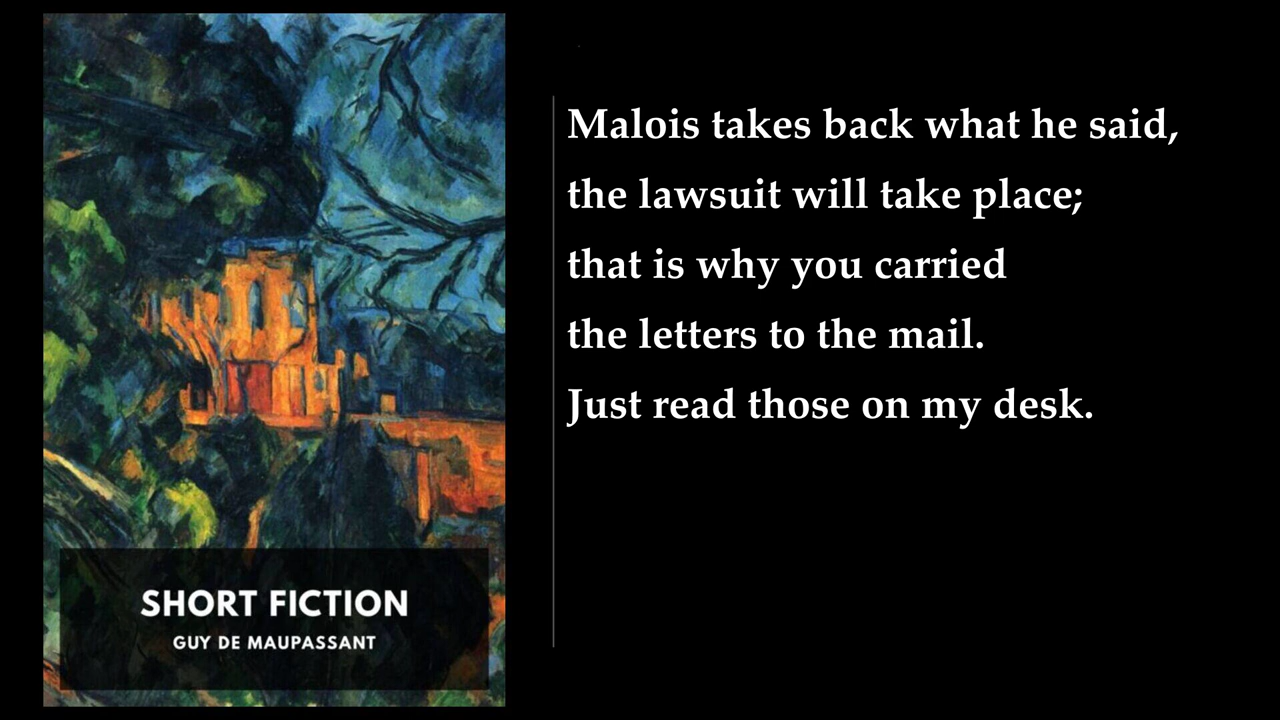 Malois takes back what he said,
the lawsuit will take place;
that is why you carried
the letters to the mail.
Just read those on my desk.
SHORT FICTION
GUY DE MAUPASSANT